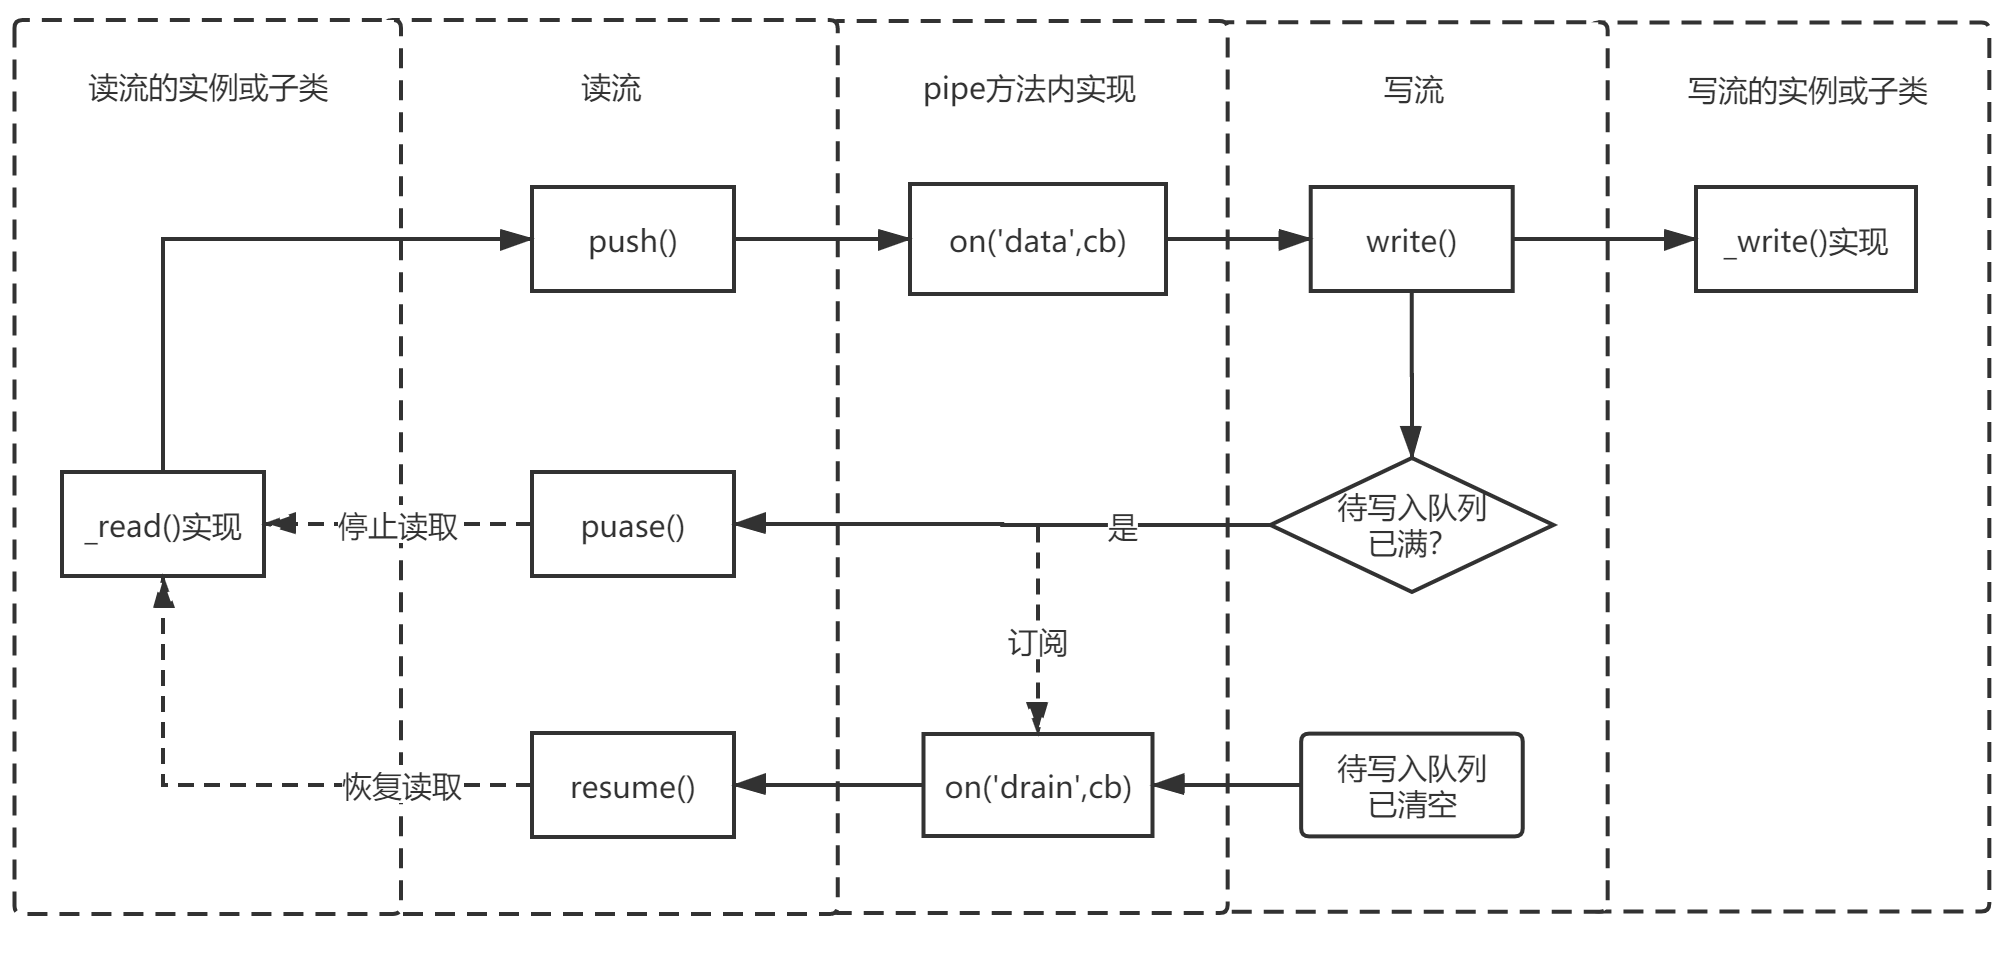 读流的实例或子类
读流
pipe方法内实现
写流
写流的实例或子类
push()
on('data',cb)
write()
_write()实现
_read()实现
停止读取
puase()
是
待写入队列
已满?
订阅
恢复读取
resume()
on('drain',cb)
待写入队列
已清空